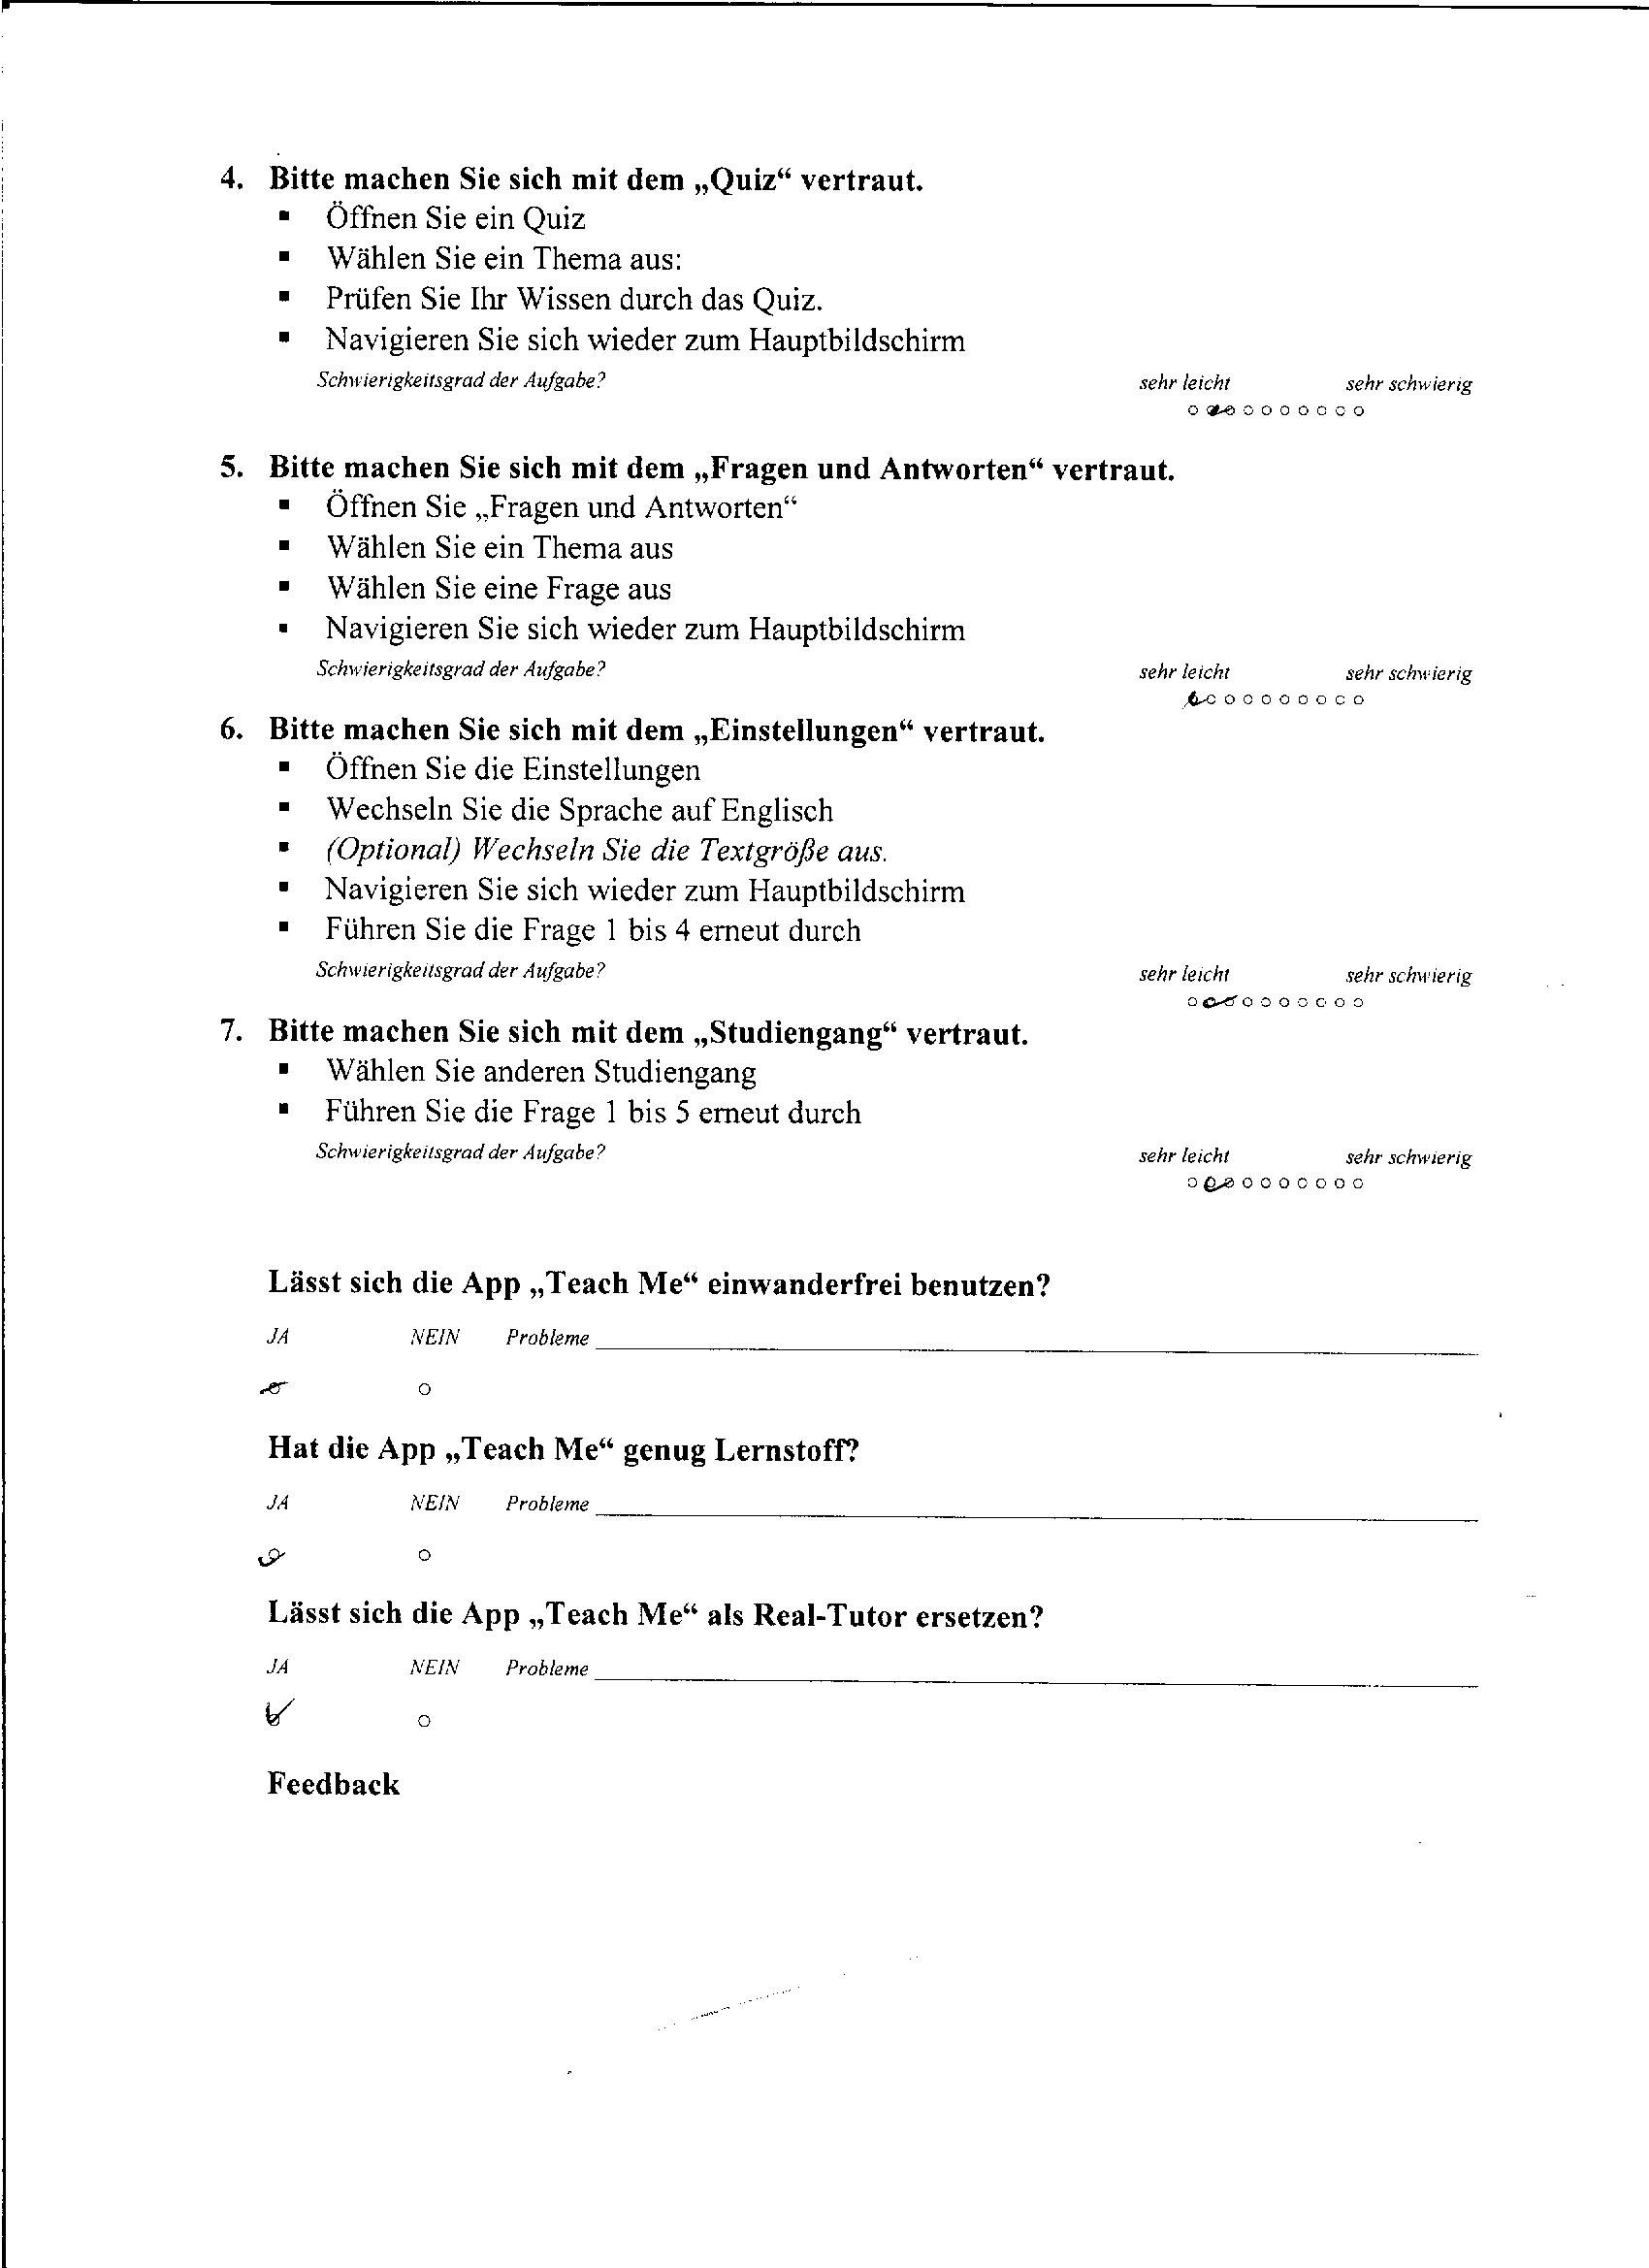 4. Bitte machen Sie sich mit dem „Quiz“ vertraut.
▪ Öffnen Sie ein Quiz
▪ Wählen Sie ein Thema aus:
▪ Prüfen Sie Ihr Wissen durch das Quiz.
▪ Navigieren Sie sich wieder zum Hauptbildschirm
Schwierigkeitsgrad der Aufgabe? sehr leicht sehr schwierig
5. Bitte machen Sie sich mit dem „Fragen und Antworten“ vertraut.
▪ Öffnen Sie „Fragen und Antworten“
▪ Wählen Sie ein Thema aus
▪ Wählen Sie eine Frage aus
▪ Navigieren Sie sich wieder zum Hauptbildschirm
Schwierigkeitsgrad der Aufgabe? sehr leicht sehr schwierig
6. Bitte machen Sie sich mit dem „Einstellungen“ vertraut.
▪ Öffnen Sie die Einstellungen
▪ Wechseln Sie die Sprache auf Englisch
▪ (Optional) Wechseln Sie die Textgröße aus.
▪ Navigieren Sie sich wieder zum Hauptbildschirm
▪ Führen Sie die Frage 1 bis 4 erneut durch
Schwierigkeitsgrad der Aufgabe? sehr leicht sehr schwierig
7. Bitte machen Sie sich mit dem „Studiengang“ vertraut.
▪ Wählen Sie anderen Studiengang
▪ Führen Sie die Frage 1 bis 5 erneut durch
Schwierigkeitsgrad der Aufgabe? sehr leicht sehr schwierig
Lässt sich die App „Teach Me“ einwanderfrei benutzen?
JA NEIN Probleme
Hat die App „Teach Me“ genug Lernstoff?
JA NEIN Probleme
Lässt sich die App „Teach Me“ als Real-Tutor ersetzen?
JA NEIN Probleme
Feedback